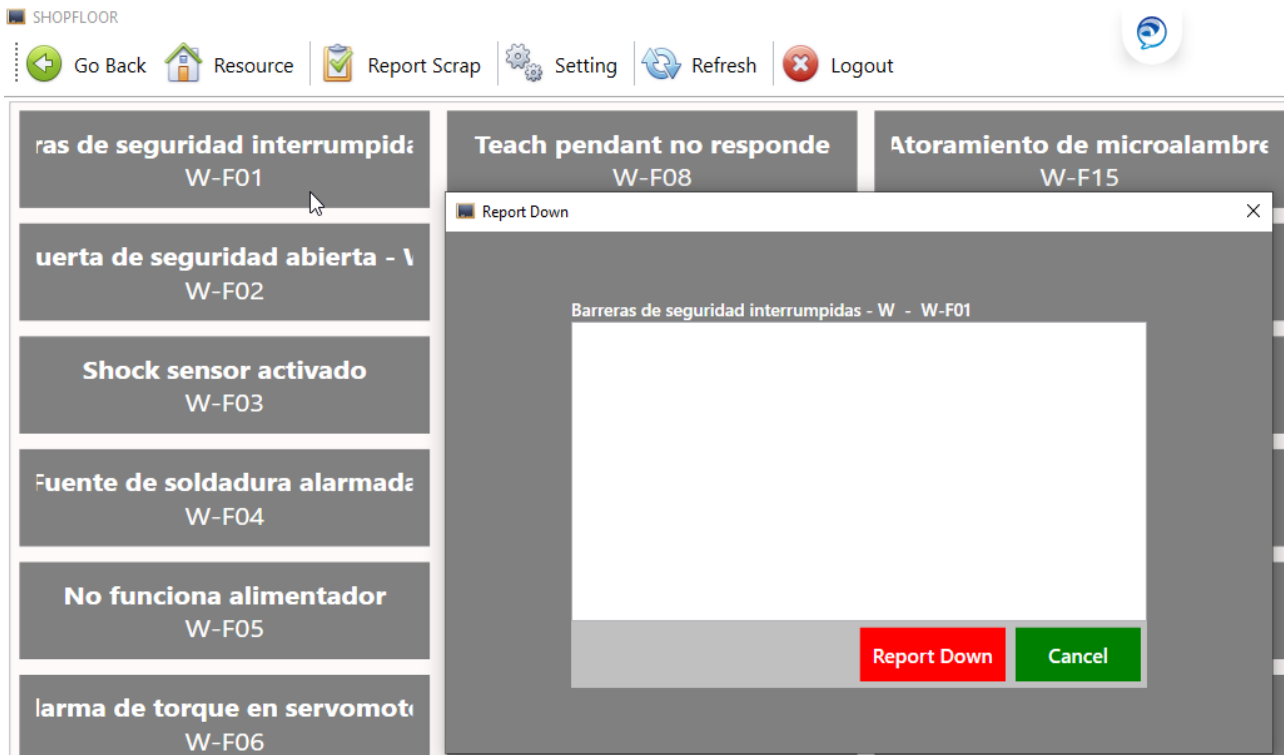 SHOPFLOOR
Go Back Resource Report Scrap Setting Refresh Logout
ras de seguridad interrumpida
W-F01
Teach pendant no responde
W-F08
Atoramiento de microalambre
W-F15
uerta de seguridad abierta -
W-F02
Shock sensor activado
W-F03
Fuente de soldadura alarmada
W-F04
No funciona alimentador
W-F05
larma de torque en servomoto
W-F06
Report Down
Barreras de seguridad interrumpidas - W - W-F01
Report Down Cancel